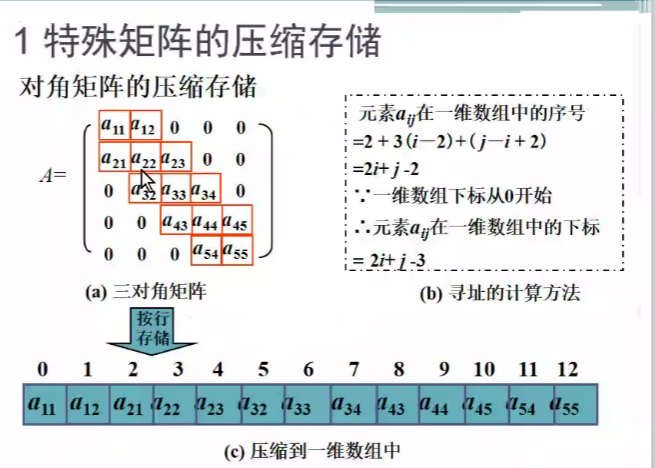 1 特殊矩阵的压缩存储
对角矩阵的压缩存储
a11 a12 0 0 0
a21 a22 a23 0 0
A=
0 a32 a33 a34 0
0 0 a43 a44 a45
0 0 0 a54 a55
(a) 三对角矩阵
元素aij在一维数组中的序号
=2 + 3(i－2)+( j－i + 2)
=2i+ j -2
∵一维数组下标从0开始
∴元素aij在一维数组中的下标
= 2i+ j -3
(b) 寻址的计算方法
按行
存储
0 1 2 3 4 5 6 7 8 9 10 11 12
a11 a12 a21 a22 a23 a32 a33 a34 a43 a44 a45 a54 a55
(c) 压缩到一维数组中